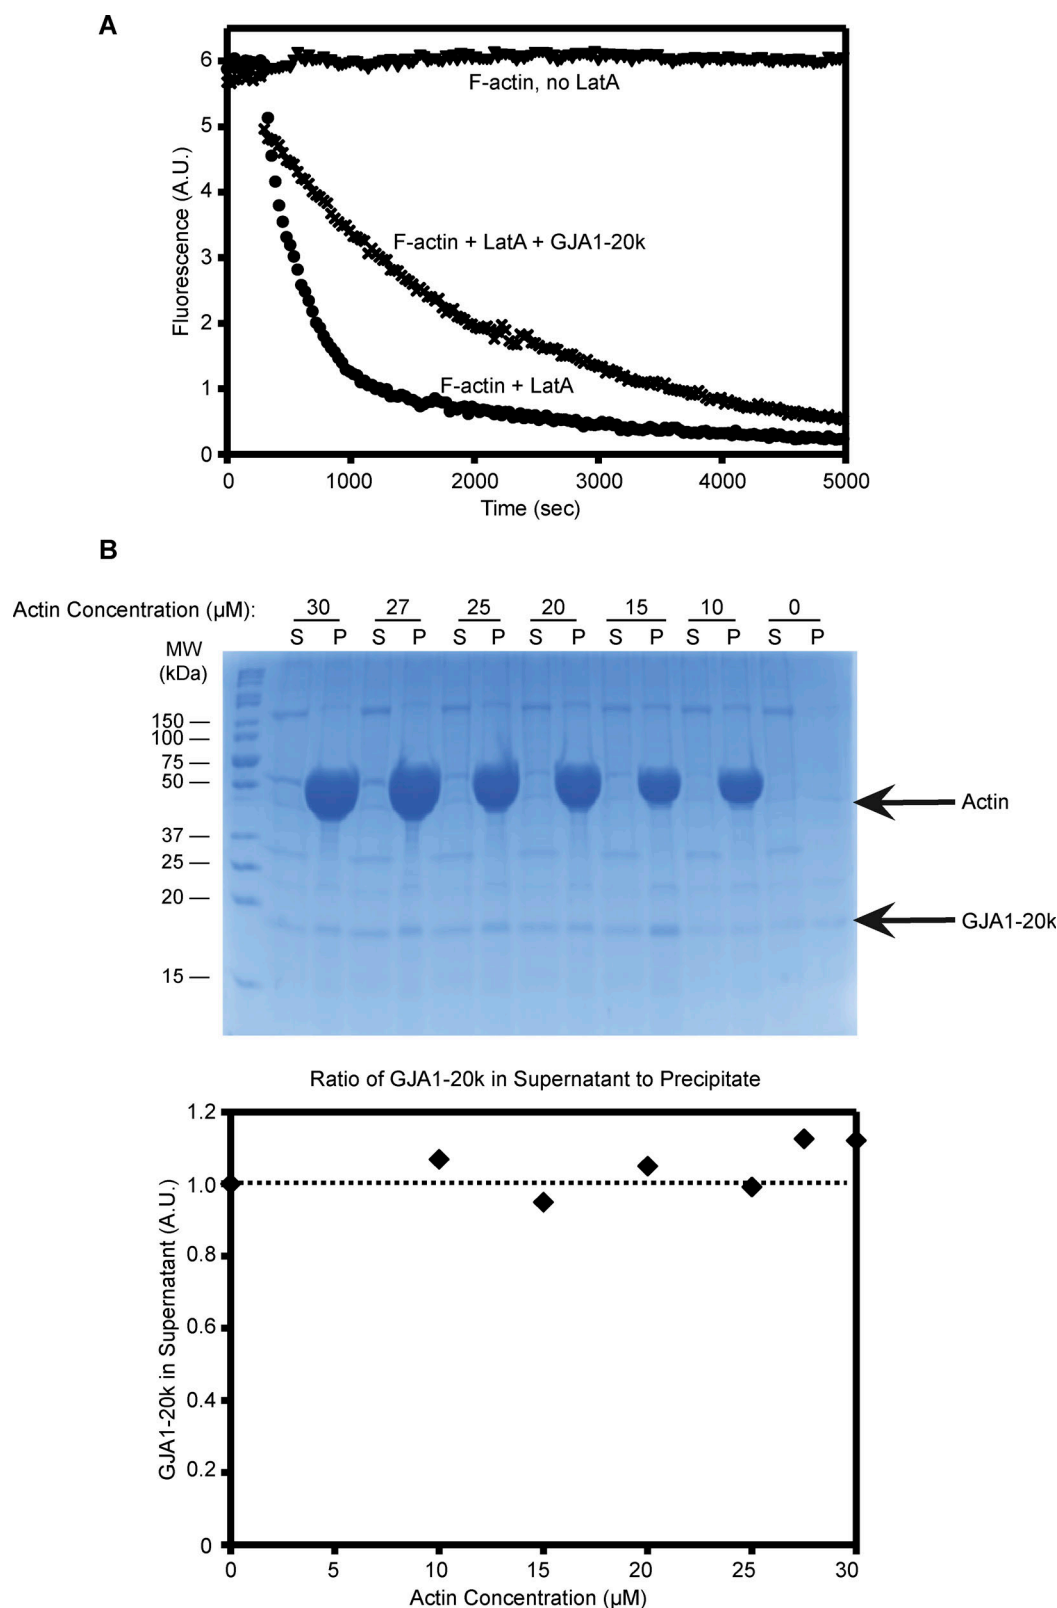 A
6
5
4
3
2
1
0
Fluorescence (A.U.)
F-actin, no LatA
F-actin + LatA + GJA1-20k
F-actin + LatA
0 1000 2000 3000 4000 5000
Time (sec)
B
Actin Concentration (µM): 30 27 25 20 15 10 0
S P S P S P S P S P S P S P
MW
(kDa)
150
100
75
50
37
25
20
15
Actin
GJA1-20k
Ratio of GJA1-20k in Supernatant to Precipitate
1.2
1.0
0.8
0.6
0.4
0.2
0
GJA1-20k in Supernatant (A.U.)
0 5 10 15 20 25 30
Actin Concentration (µM)